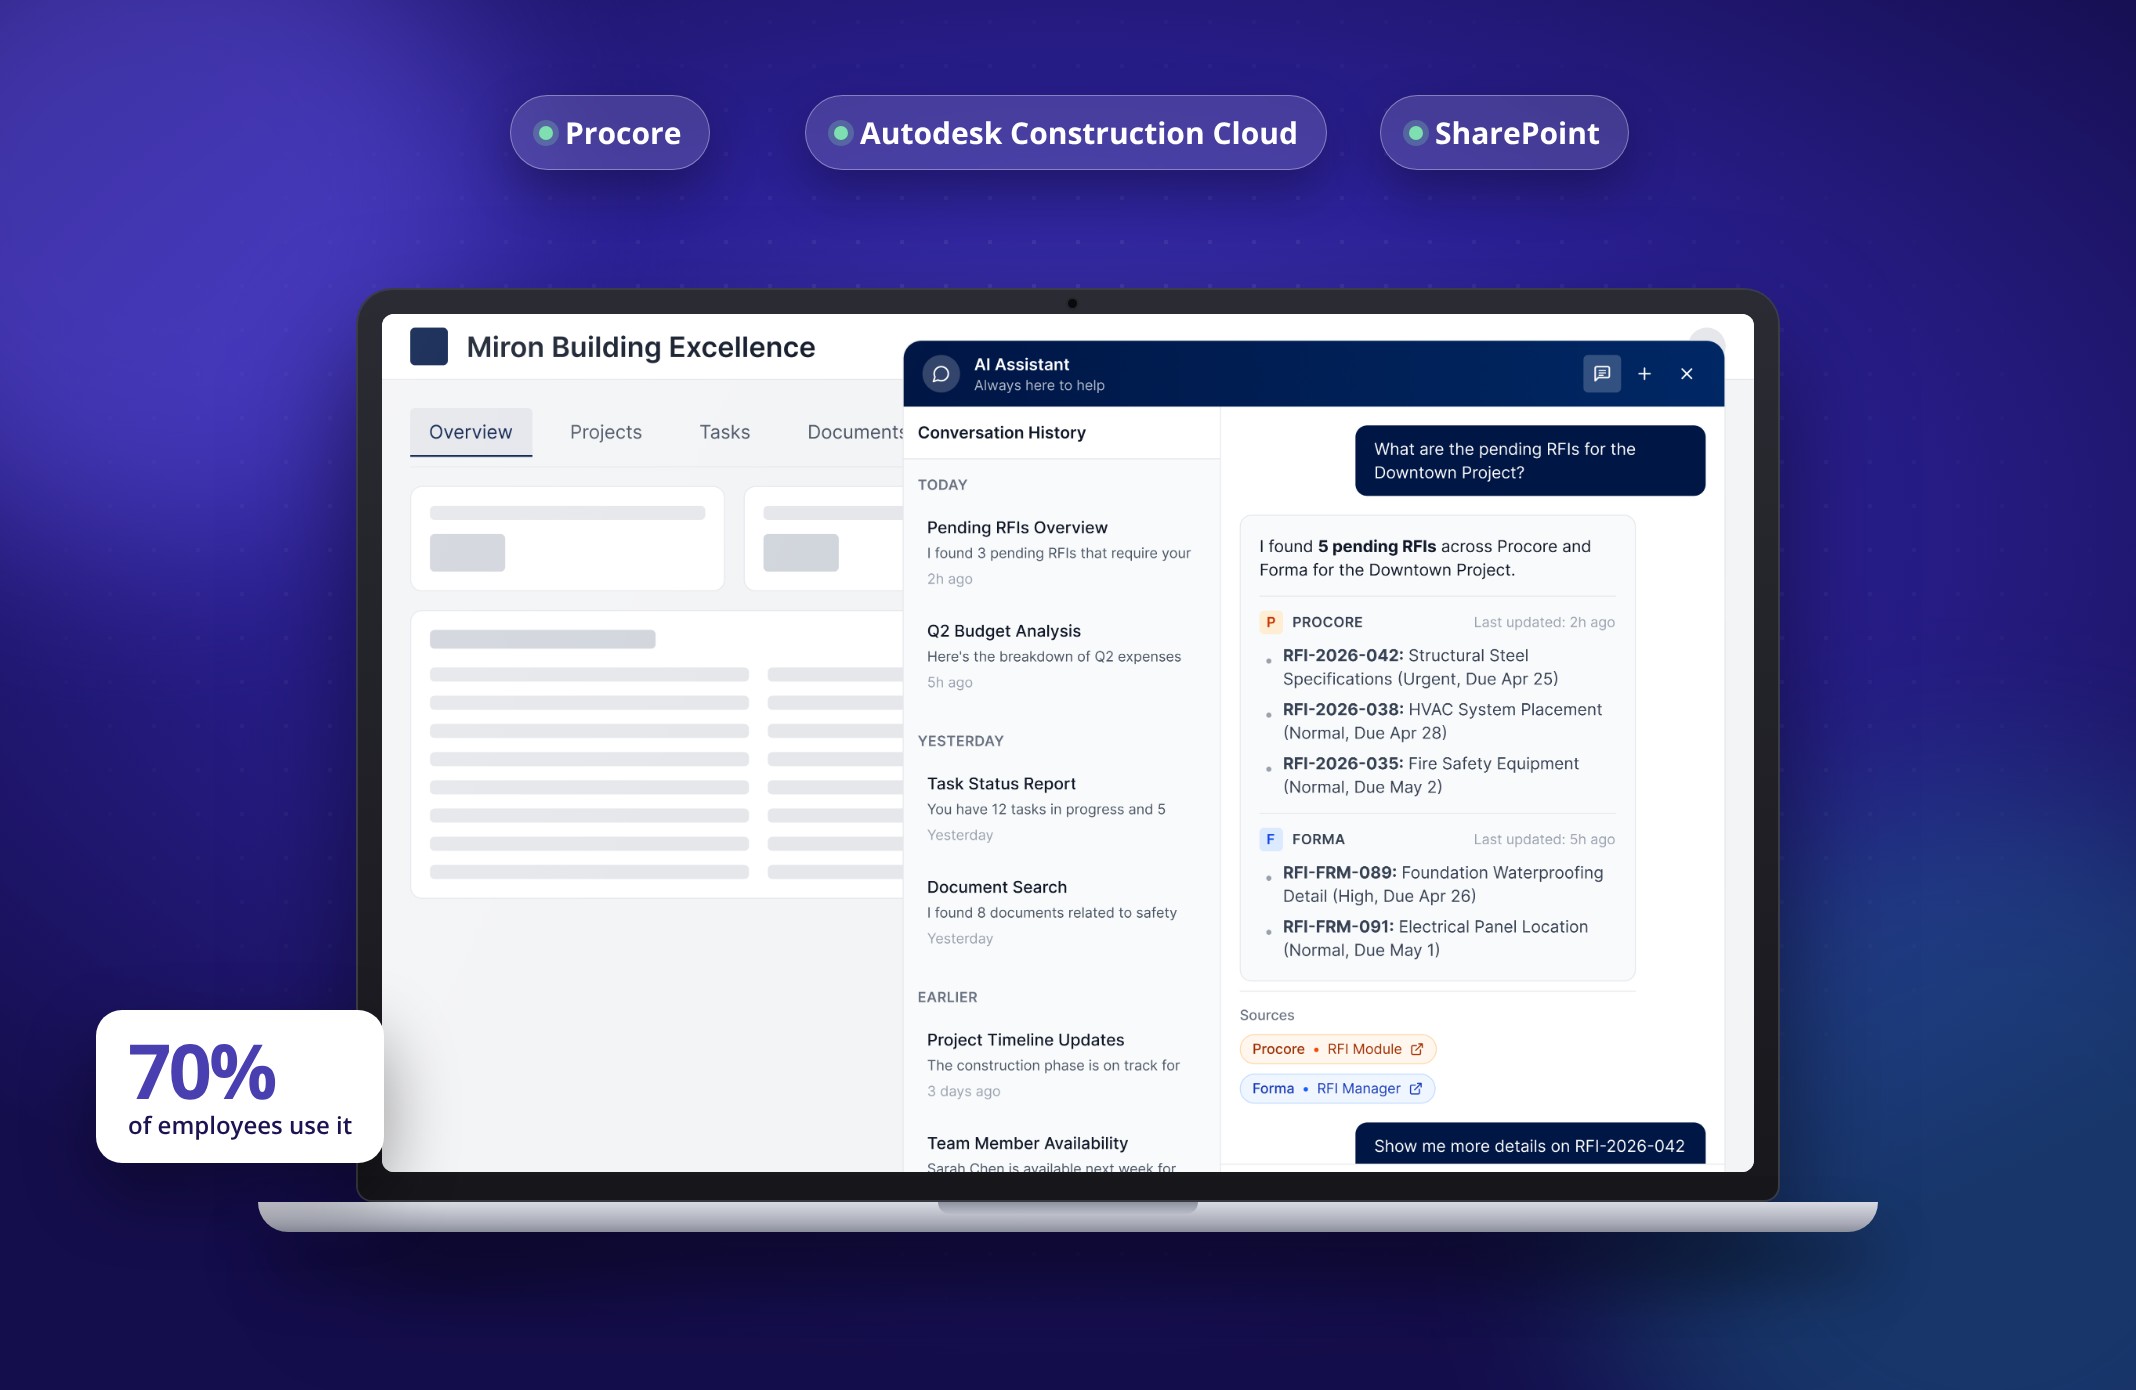 Procore
Autodesk Construction Cloud
SharePoint
Miron Building Excellence
Overview
Projects
Tasks
Documents
AI Assistant
Always here to help
Conversation History
TODAY
Pending RFIs Overview
I found 3 pending RFIs that require your
2h ago
Q2 Budget Analysis
Here's the breakdown of Q2 expenses
5h ago
YESTERDAY
Task Status Report
You have 12 tasks in progress and 5
Yesterday
Document Search
I found 8 documents related to safety
Yesterday
EARLIER
Project Timeline Updates
The construction phase is on track for
3 days ago
Team Member Availability
Sarah Chen is available next week for
What are the pending RFIs for the
Downtown Project?
I found 5 pending RFIs across Procore and
Forma for the Downtown Project.
P PROCORE
Last updated: 2h ago
• RFI-2026-042: Structural Steel
Specifications (Urgent, Due Apr 25)
• RFI-2026-038: HVAC System Placement
(Normal, Due Apr 28)
• RFI-2026-035: Fire Safety Equipment
(Normal, Due May 2)
F FORMA
Last updated: 5h ago
• RFI-FRM-089: Foundation Waterproofing
Detail (High, Due Apr 26)
• RFI-FRM-091: Electrical Panel Location
(Normal, Due May 1)
Sources
Procore • RFI Module
Forma • RFI Manager
Show me more details on RFI-2026-042
70%
of employees use it